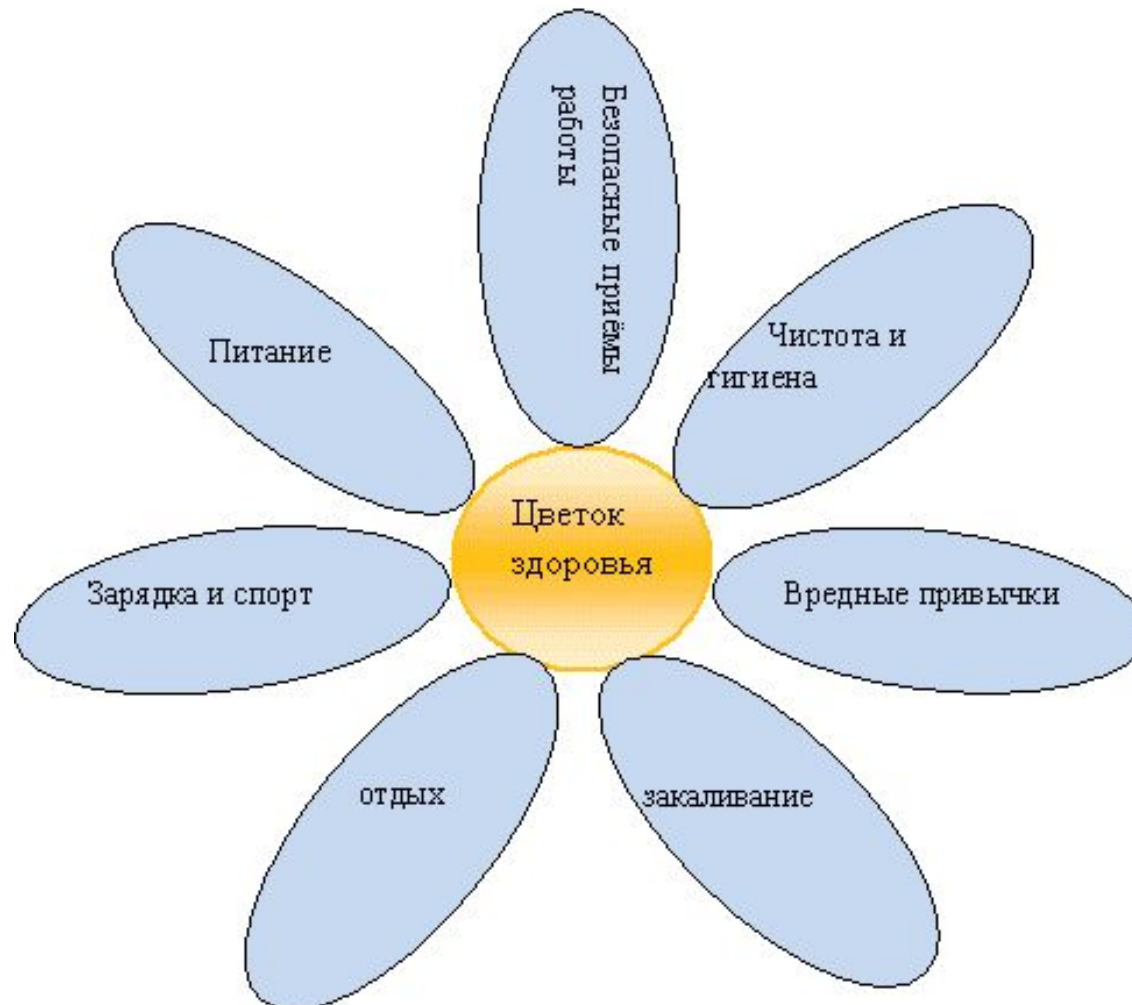 Безопасные приёмы
работы
Чистота и
гигиена
Питание
Цветок
здоровья
Зарядка и спорт
Вредные привычки
отдых
закаливание